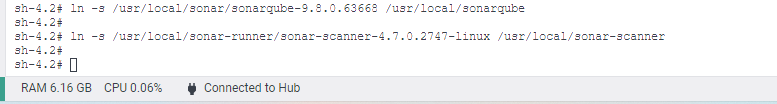 sh-4.2# ln -s /usr/local/sonar/sonarqube-9.8.0.63668 /usr/local/sonarqube
sh-4.2#
sh-4.2# ln -s /usr/local/sonar-runner/sonar-scanner-4.7.0.2747-linux /usr/local/sonar-scanner
sh-4.2#
sh-4.2#
RAM 6.16 GB CPU 0.06% Connected to Hub